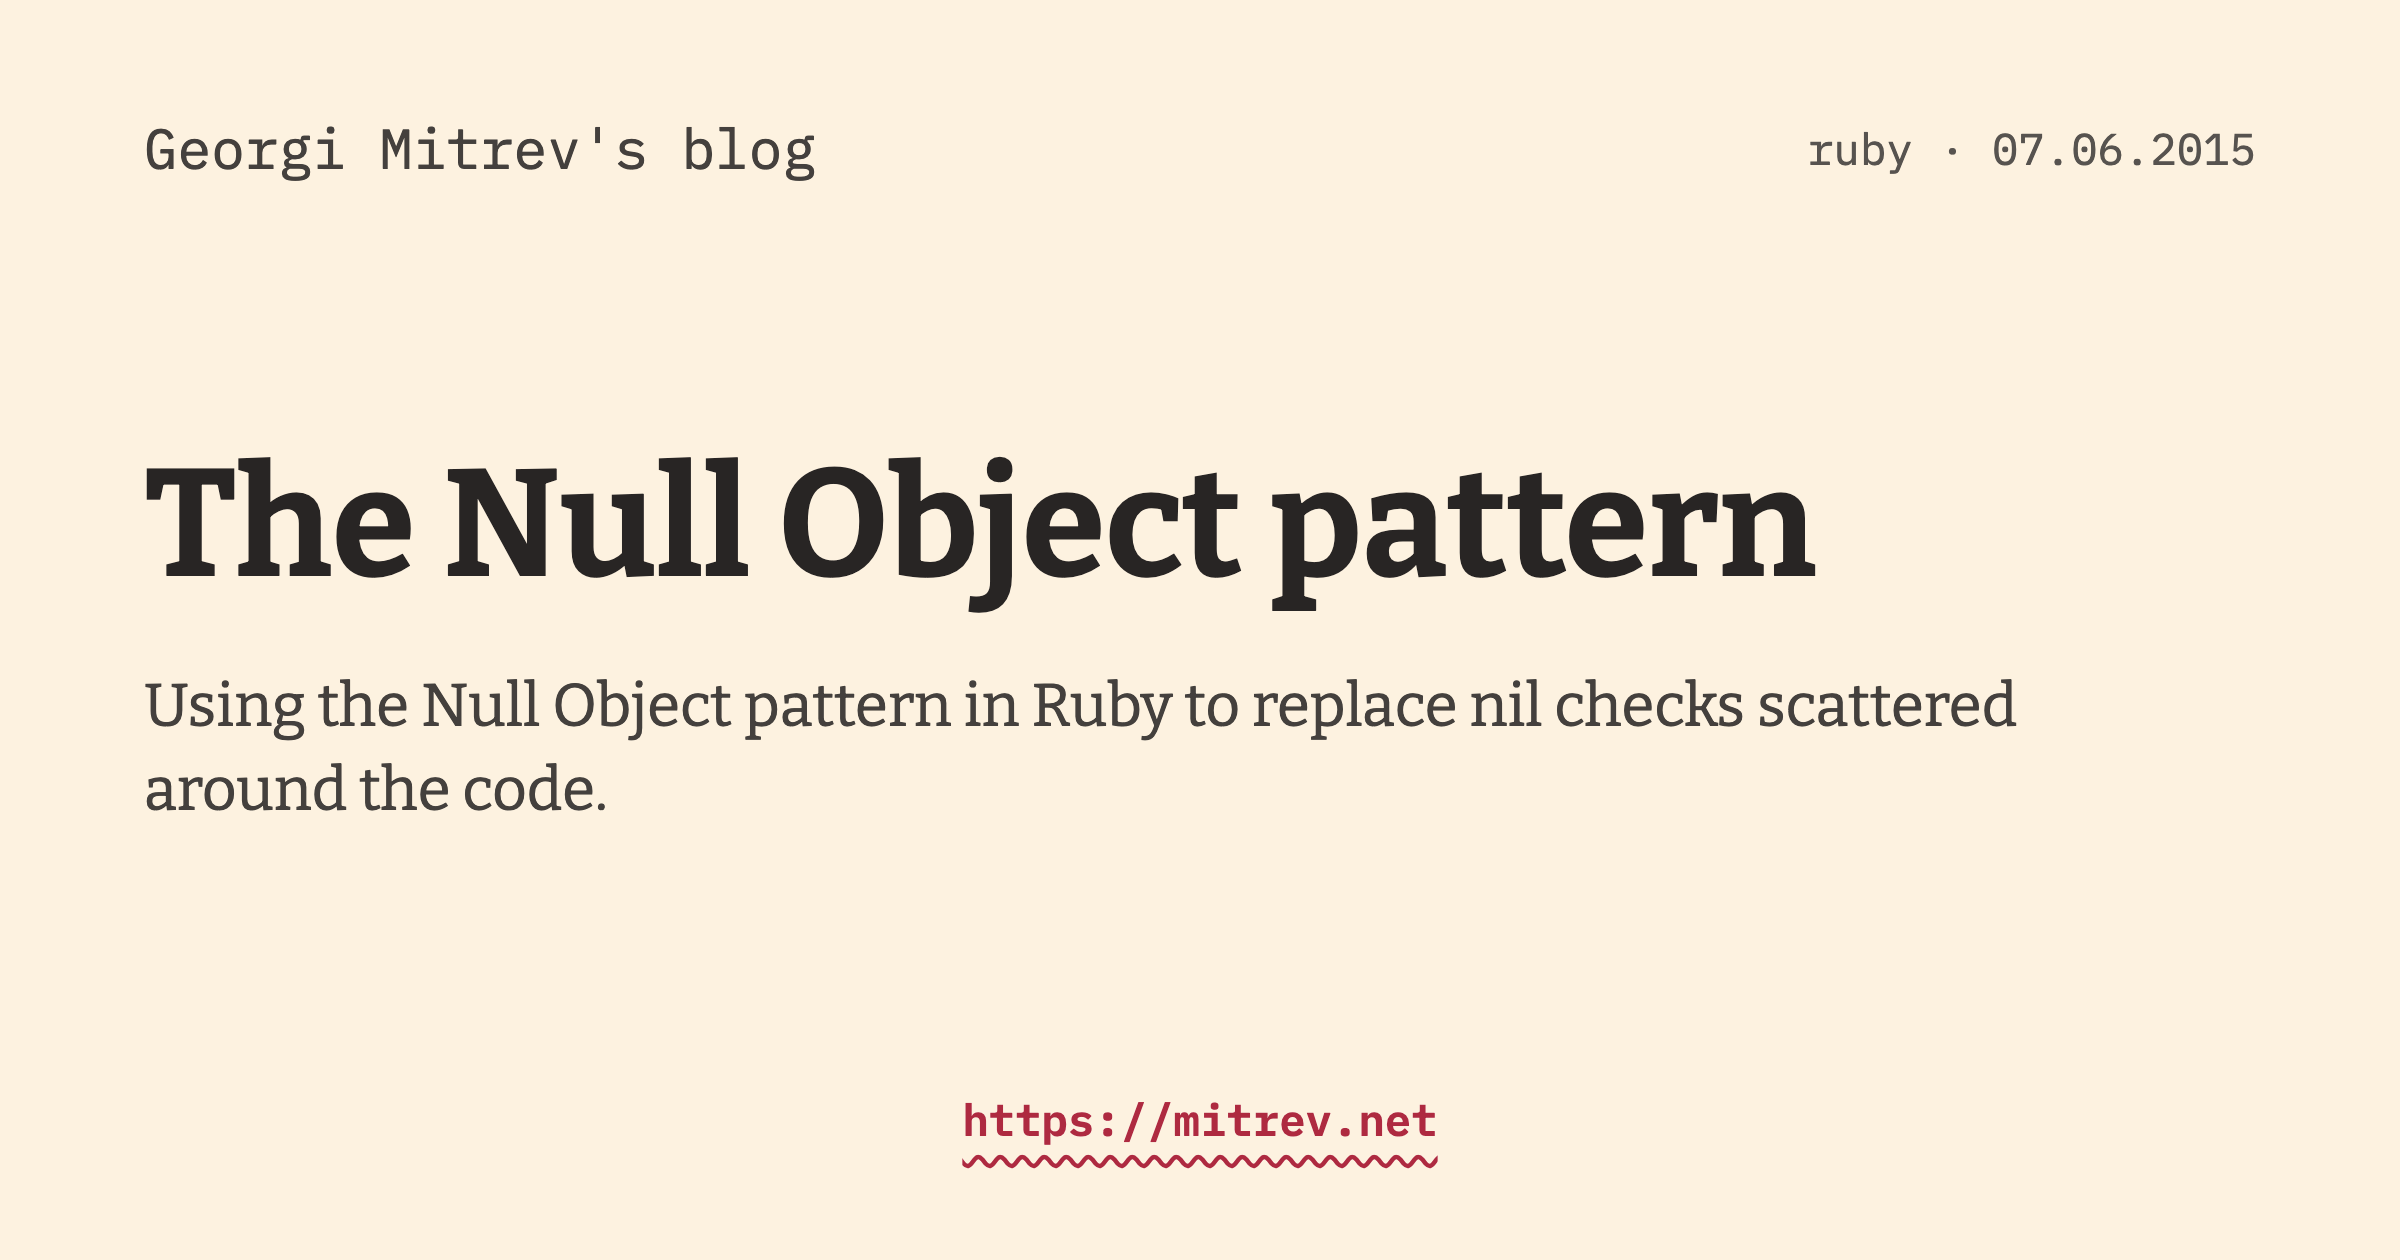 Georgi Mitrev's blog
ruby · 07.06.2015
The Null Object pattern
Using the Null Object pattern in Ruby to replace nil checks scattered
around the code.
https://mitrev.net